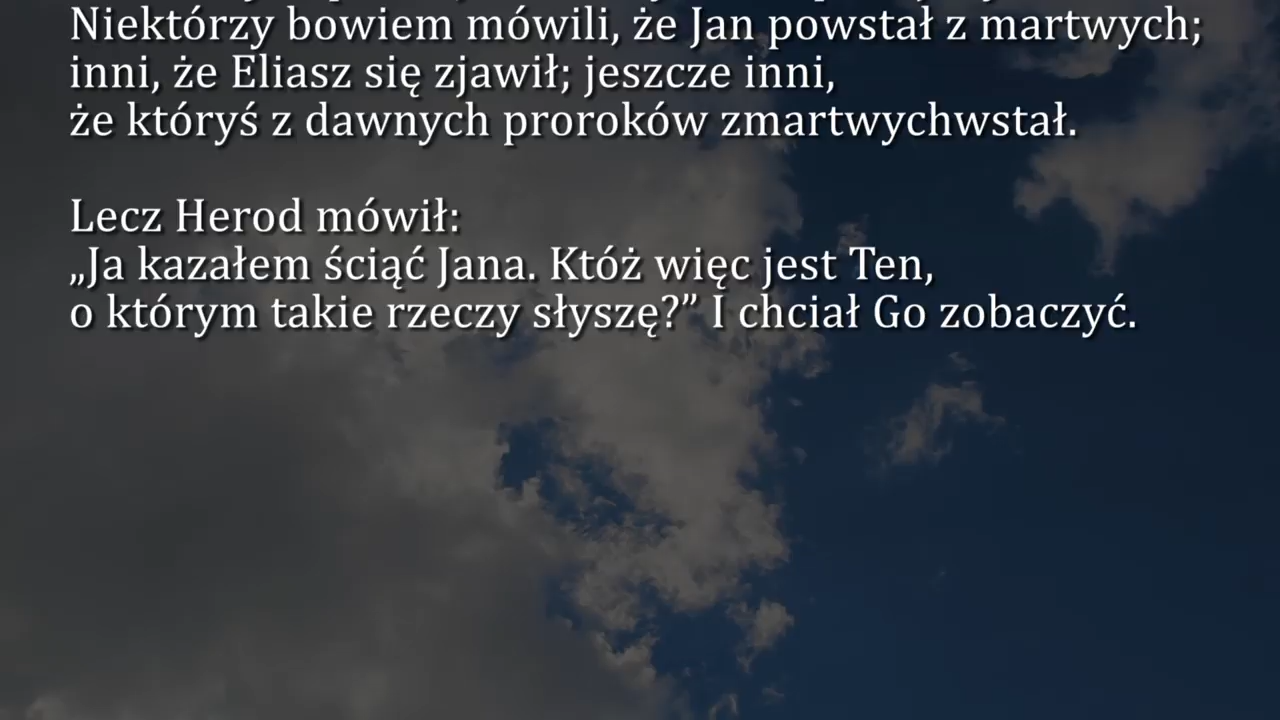 Niektórzy bowiem mówili, że Jan powstał z martwych;
inni, że Eliasz się zjawił; jeszcze inni,
że któryś z dawnych proroków zmartwychwstał.
Lecz Herod mówił:
„Ja kazałem ściąć Jana. Któż więc jest Ten,
o którym takie rzeczy słyszę?” I chciał Go zobaczyć.